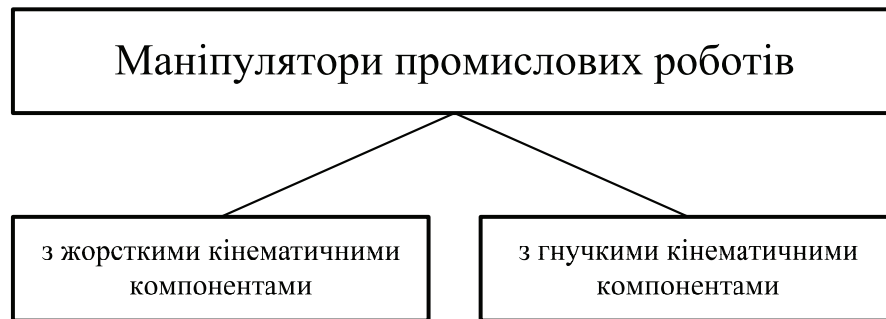 Маніпулятори промислових роботів
з жорсткими кінематичними
компонентами
з гнучкими кінематичними
компонентами